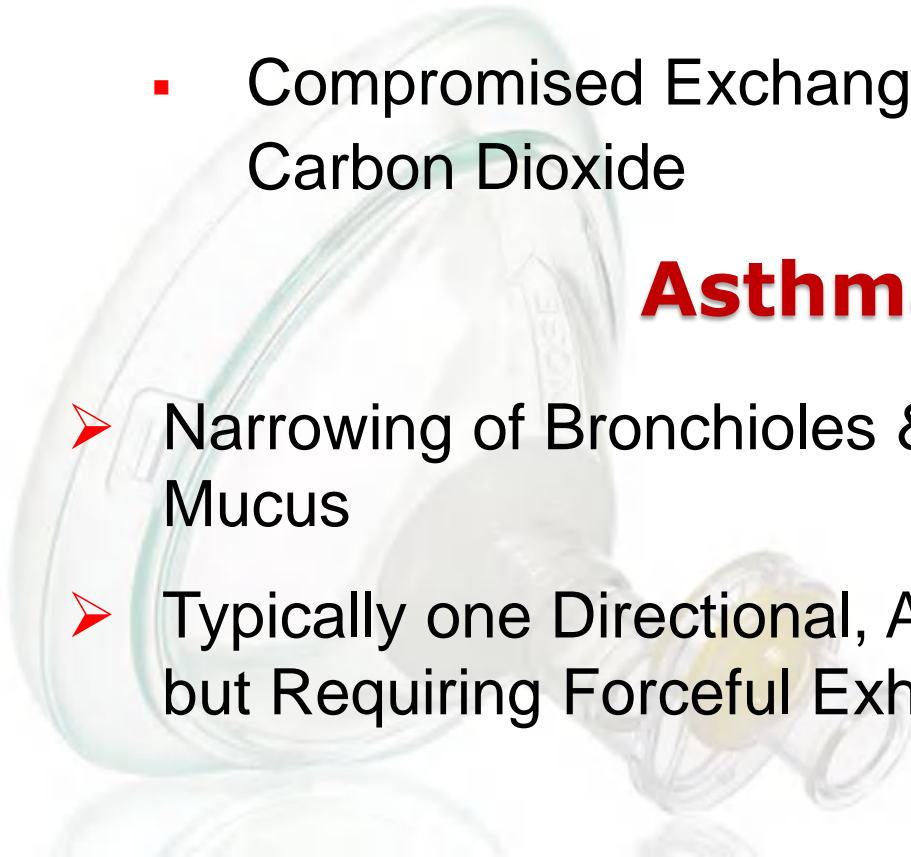 Compromised Exchang
Carbon Dioxide
Asthm
Narrowing of Bronchioles &
Mucus
Typically one Directional, A
but Requiring Forceful Exh